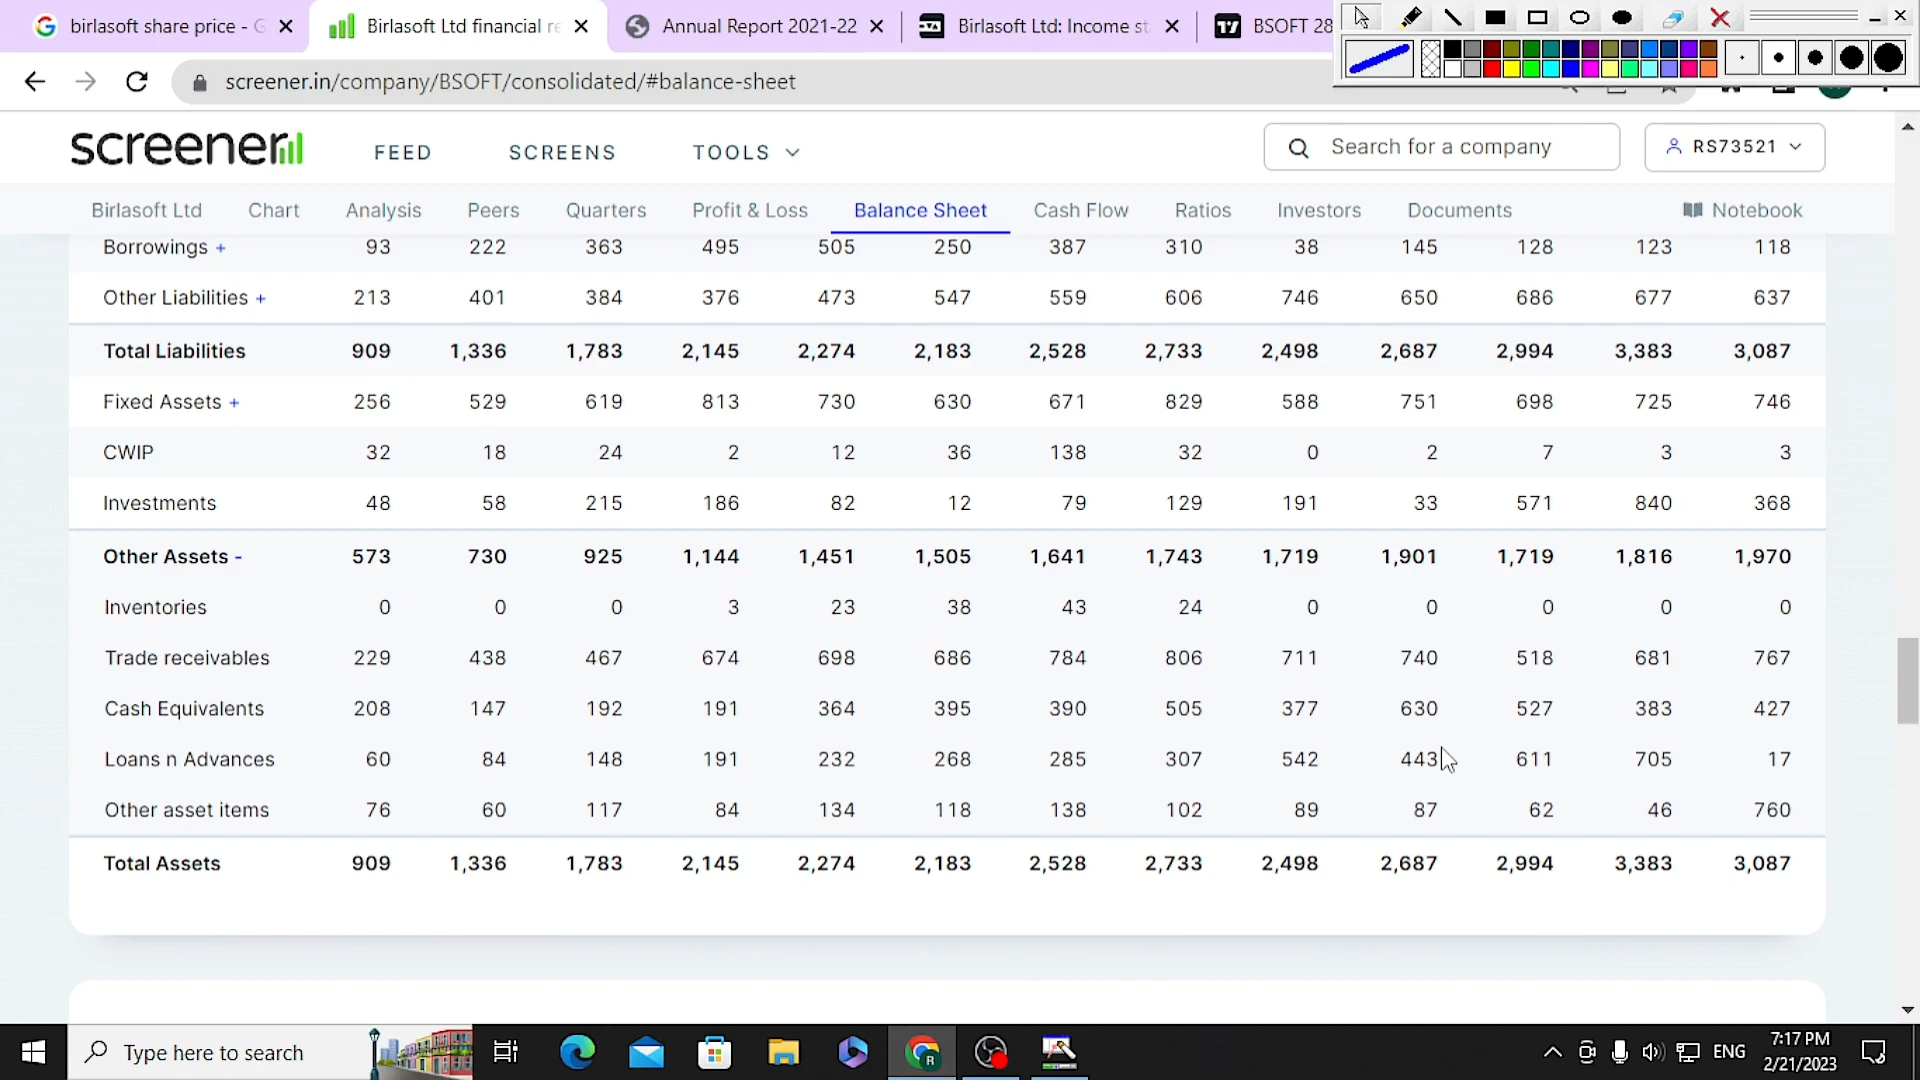 birlasoft share price - G
Birlasoft Ltd financial re
Annual Report 2021-22
Birlasoft Ltd: Income st
BSOFT 28
screener.in/company/BSOFT/consolidated/#balance-sheet
screener
FEED SCREENS TOOLS
Search for a company
RS73521
Birlasoft Ltd Chart Analysis Peers Quarters Profit & Loss Balance Sheet Cash Flow Ratios Investors Documents Notebook
Borrowings + 93 222 363 495 505 250 387 310 38 145 128 123 118
Other Liabilities + 213 401 384 376 473 547 559 606 746 650 686 677 637
Total Liabilities 909 1,336 1,783 2,145 2,274 2,183 2,528 2,733 2,498 2,687 2,994 3,383 3,087
Fixed Assets + 256 529 619 813 730 630 671 829 588 751 698 725 746
CWIP 32 18 24 2 12 36 138 32 0 2 7 3 3
Investments 48 58 215 186 82 12 79 129 191 33 571 840 368
Other Assets - 573 730 925 1,144 1,451 1,505 1,641 1,743 1,719 1,901 1,719 1,816 1,970
Inventories 0 0 0 3 23 38 43 24 0 0 0 0 0
Trade receivables 229 438 467 674 698 686 784 806 711 740 518 681 767
Cash Equivalents 208 147 192 191 364 395 390 505 377 630 527 383 427
Loans n Advances 60 84 148 191 232 268 285 307 542 443 611 705 17
Other asset items 76 60 117 84 134 118 138 102 89 87 62 46 760
Total Assets 909 1,336 1,783 2,145 2,274 2,183 2,528 2,733 2,498 2,687 2,994 3,383 3,087
Type here to search
R
ENG
7:17 PM
2/21/2023